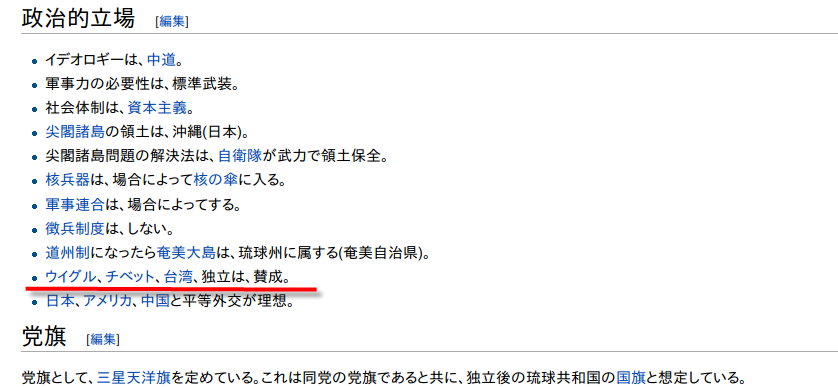 政治的立場 [編集]
イデオロギーは、中道。
軍事力の必要性は、標準武装。
社会体制は、資本主義。
尖閣諸島の領土は、沖縄(日本)。
尖閣諸島問題の解決法は、自衛隊が武力で領土保全。
核兵器は、場合によって核の傘に入る。
軍事連合は、場合によってする。
徴兵制度は、しない。
道州制になったら奄美大島は、琉球州に属する(奄美自治県)。
ウイグル、チベット、台湾、独立は、賛成。
日本、アメリカ、中国と平等外交が理想。
党旗 [編集]
党旗として、三星天洋旗を定めている。これは同党の党旗であると共に、独立後の琉球共和国の国旗と想定している。